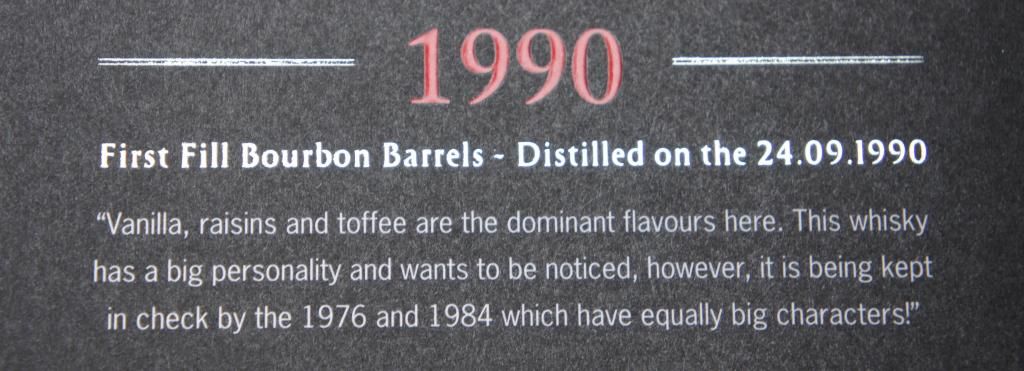 1990
First Fill Bourbon Barrels - Distilled on the 24.09.1990
“Vanilla, raisins and toffee are the dominant flavours here. This whisky
has a big personality and wants to be noticed, however, it is being kept
in check by the 1976 and 1984 which have equally big characters!”